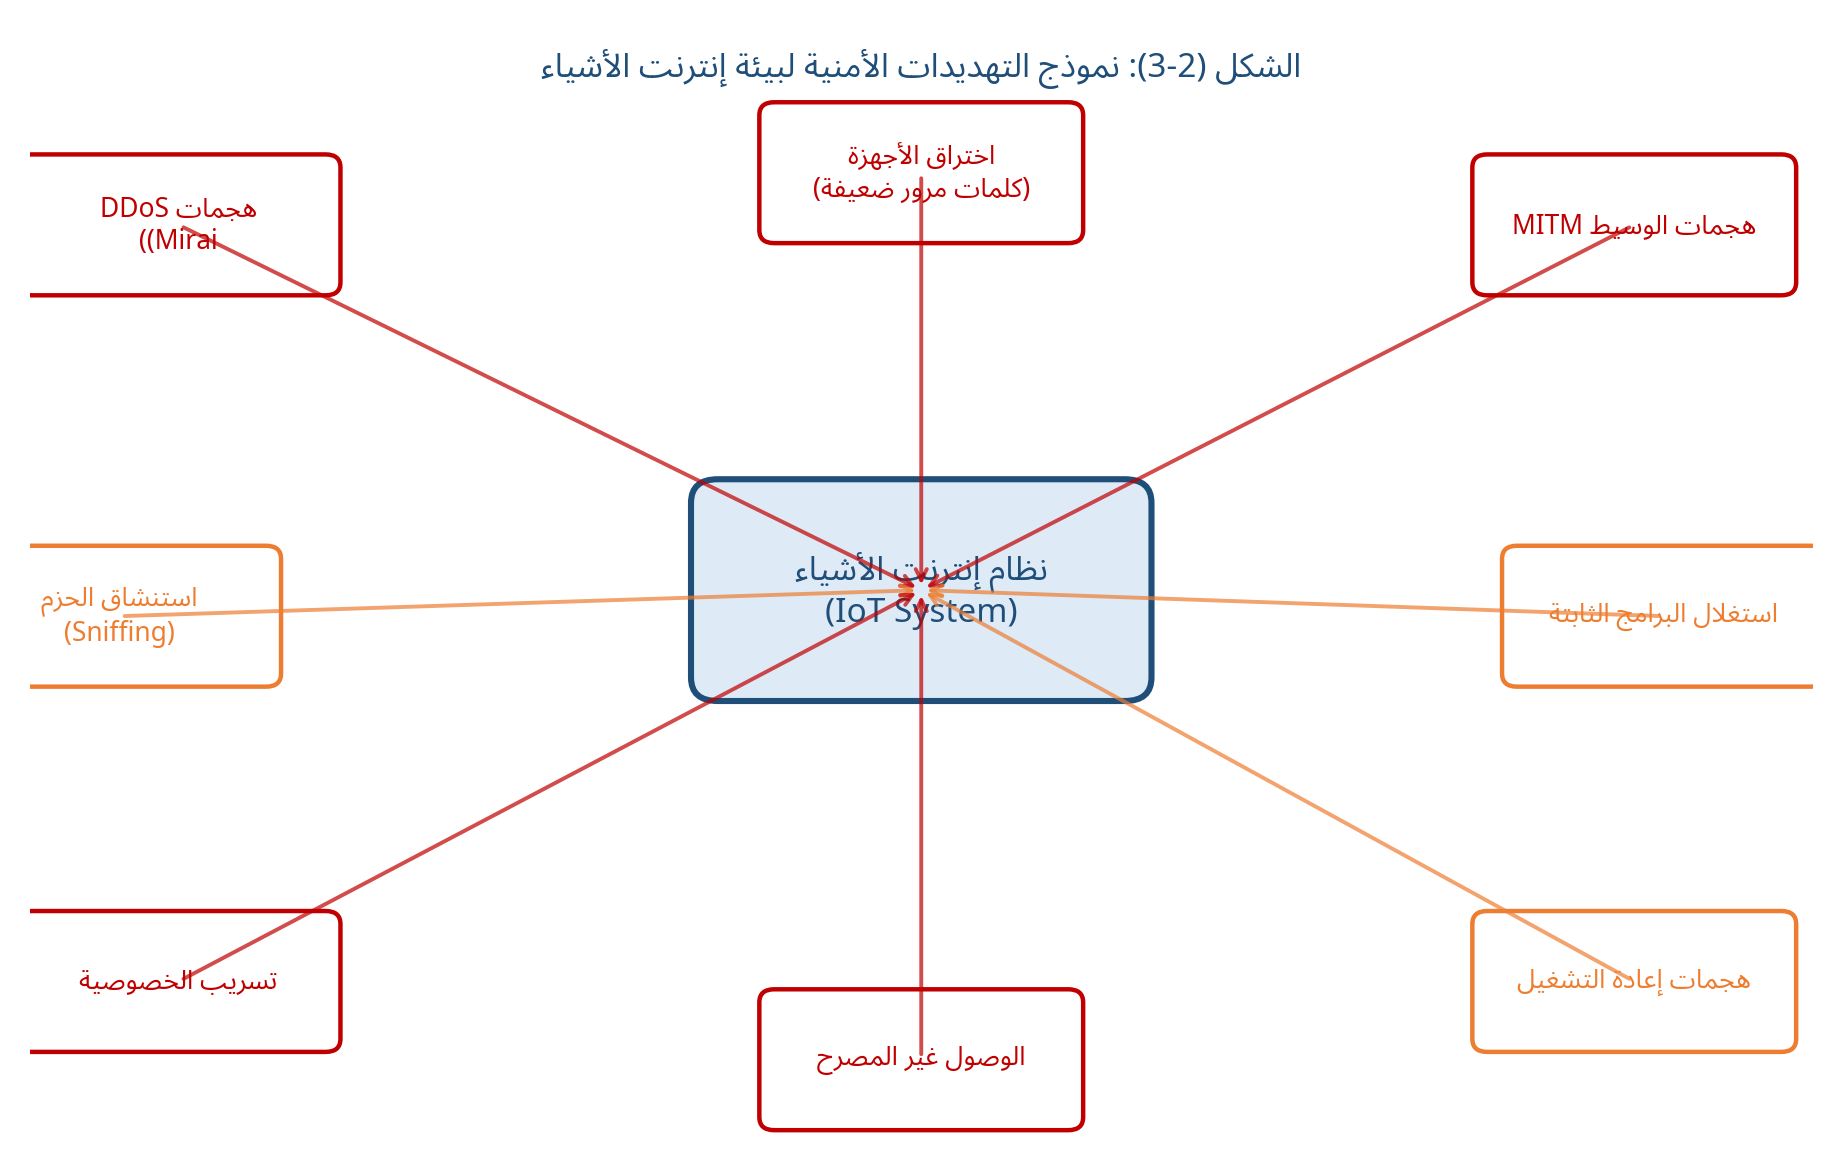 الشكل (2-3): نموذج التهديدات الأمنية لبيئة إنترنت الأشياء
اختراق الأجهزة
(كلمات مرور ضعيفة)
هجمات الوسيط MITM
هجمات DDoS
((Mirai
نظام إنترنت الأشياء
(IoT System)
استغلال البرامج الثابتة
استنشاق الحزم
(Sniffing)
هجمات إعادة التشغيل
تسريب الخصوصية
الوصول غير المصرح